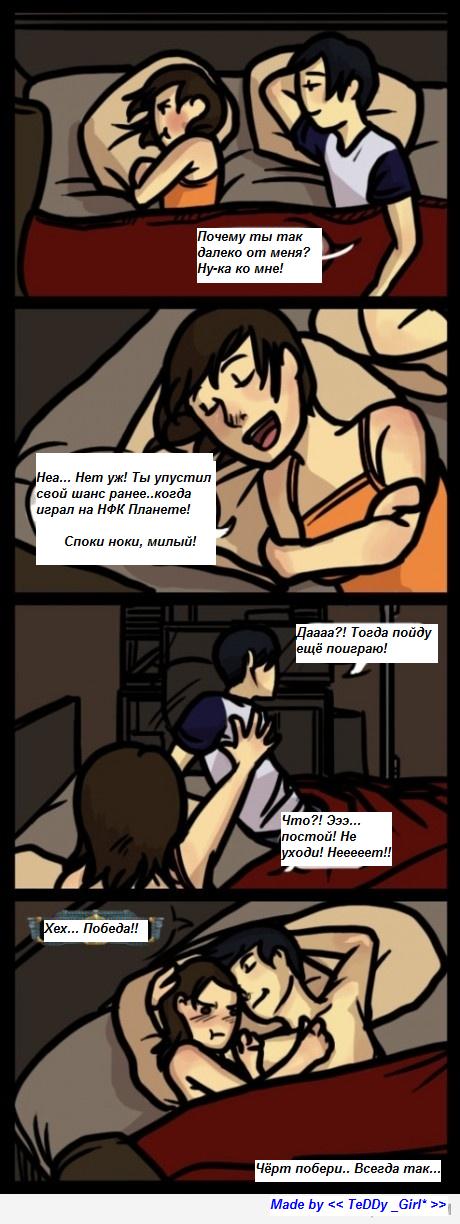 Почему ты так
далеко от меня?
Ну-ка ко мне!
Неа... Нет уж! Ты упустил
свой шанс ранее..когда
играл на НФК Планете!
Споки ноки, милый!
Даааа?! Тогда пойду
ещё поиграю!
Что?! Эээ...
постой! Не
уходи! Нееееет!!
Хех... Победа!!
Чёрт побери.. Всегда так...
Made by << TeDDy _Girl* >>